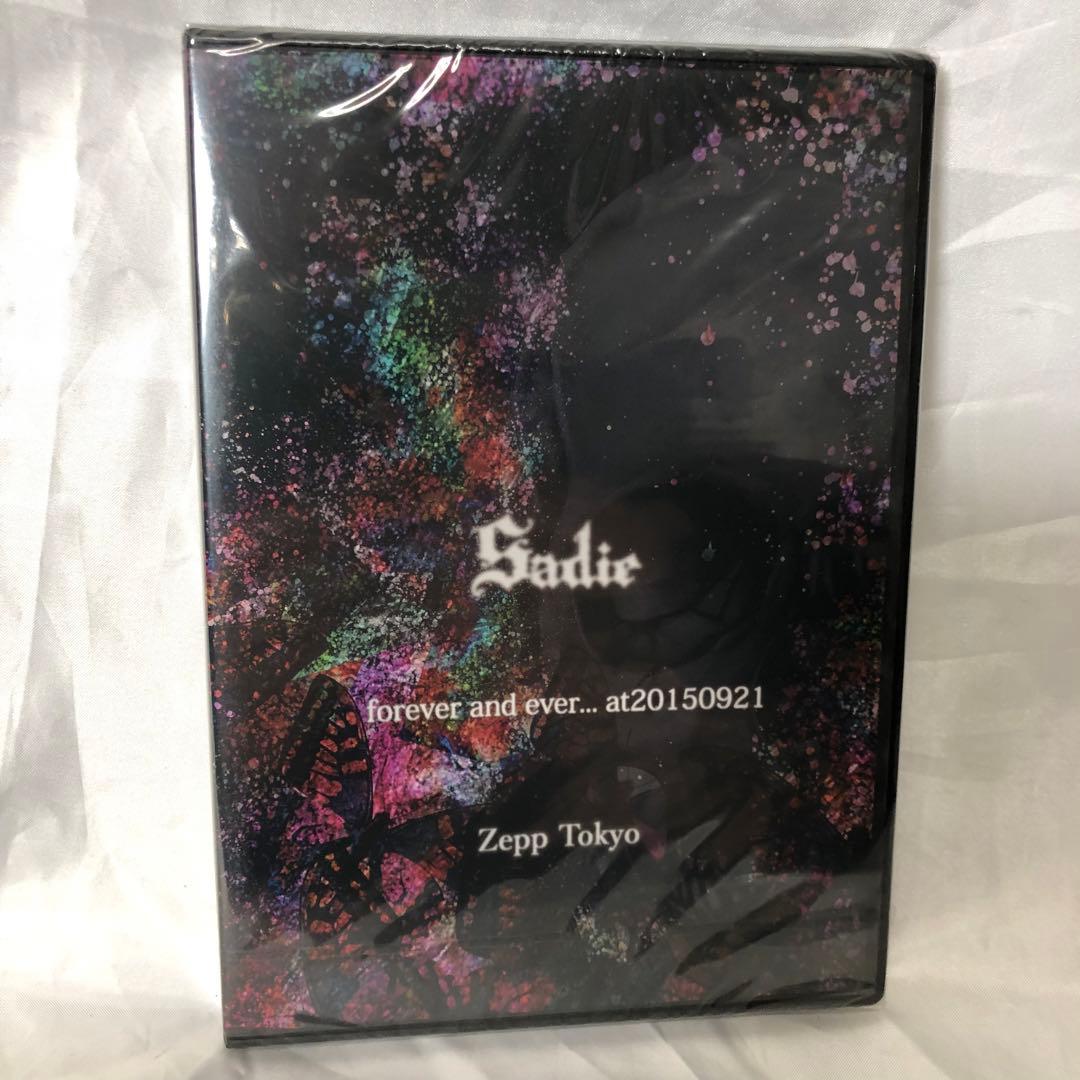 Sadie
forever and ever... at20150921
Zepp Tokyo